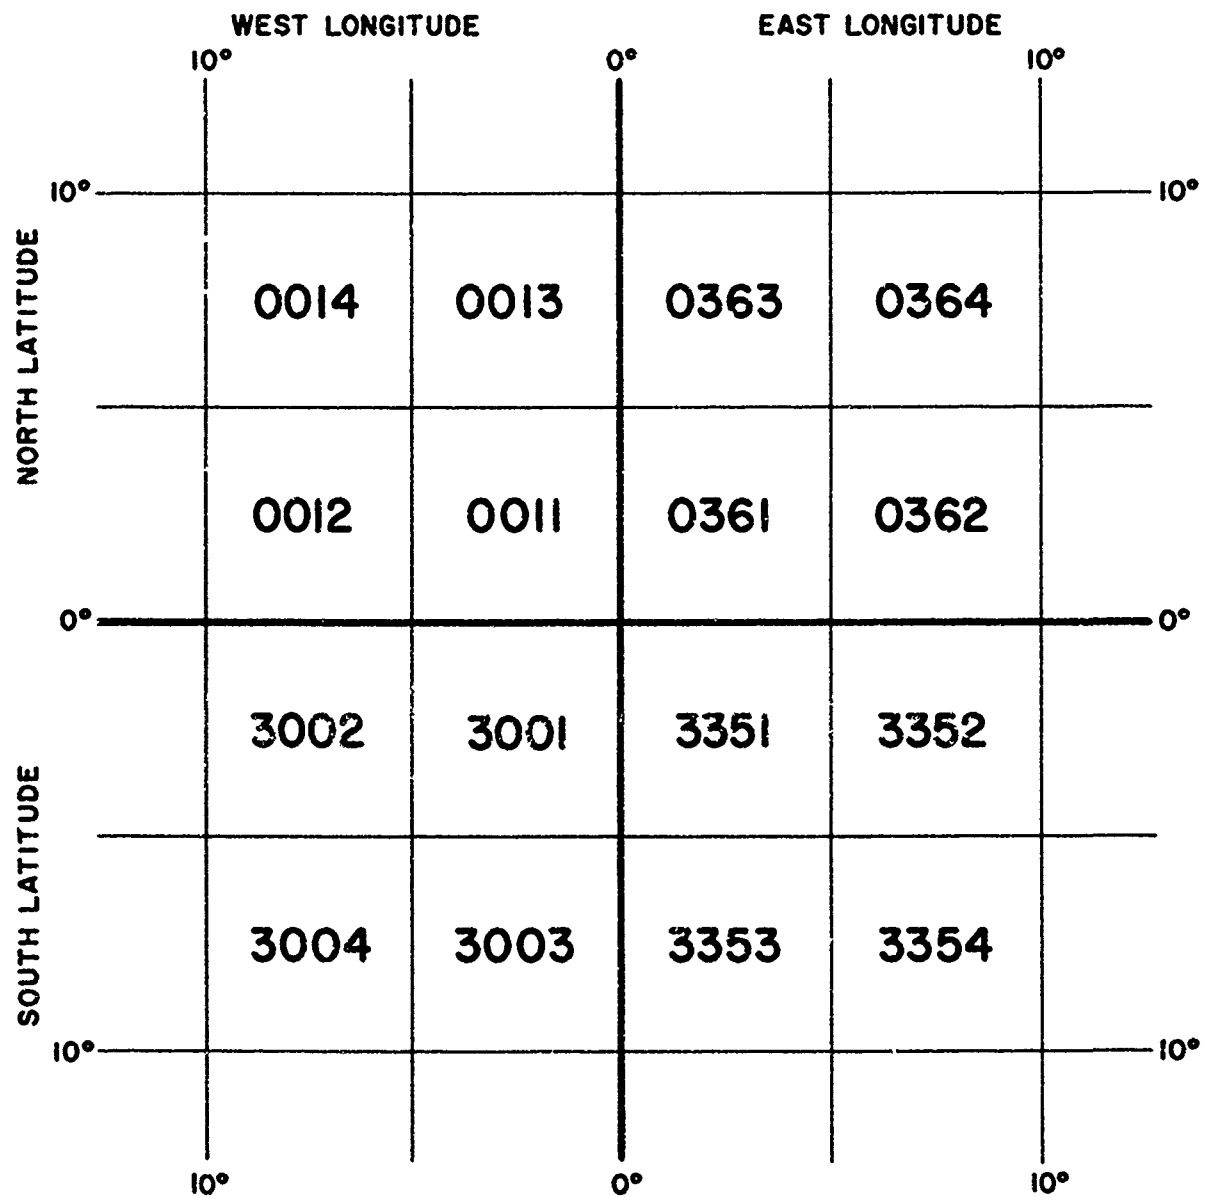 WEST LONGITUDE EAST LONGITUDE
10° 0° 10°
10° 10°
NORTH LATITUDE
0014 0013 0363 0364
0012 0011 0361 0362
0° 0°
3002 3001 3351 3352
SOUTH LATITUDE
3004 3003 3353 3354
10° 10°
10° 0° 10°